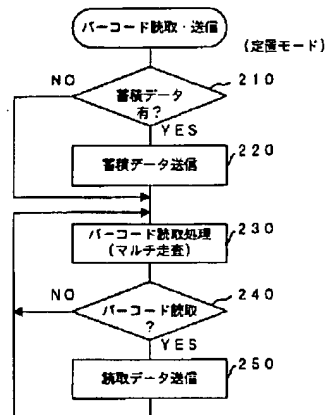 バーコード読取・送信
(定置モード)
NO
210
蓄積データ
有?
YES
蓄積データ送信
220
バーコード読取処理
(マルチ走査)
230
NO
240
バーコード読取
?
YES
読取データ送信
250